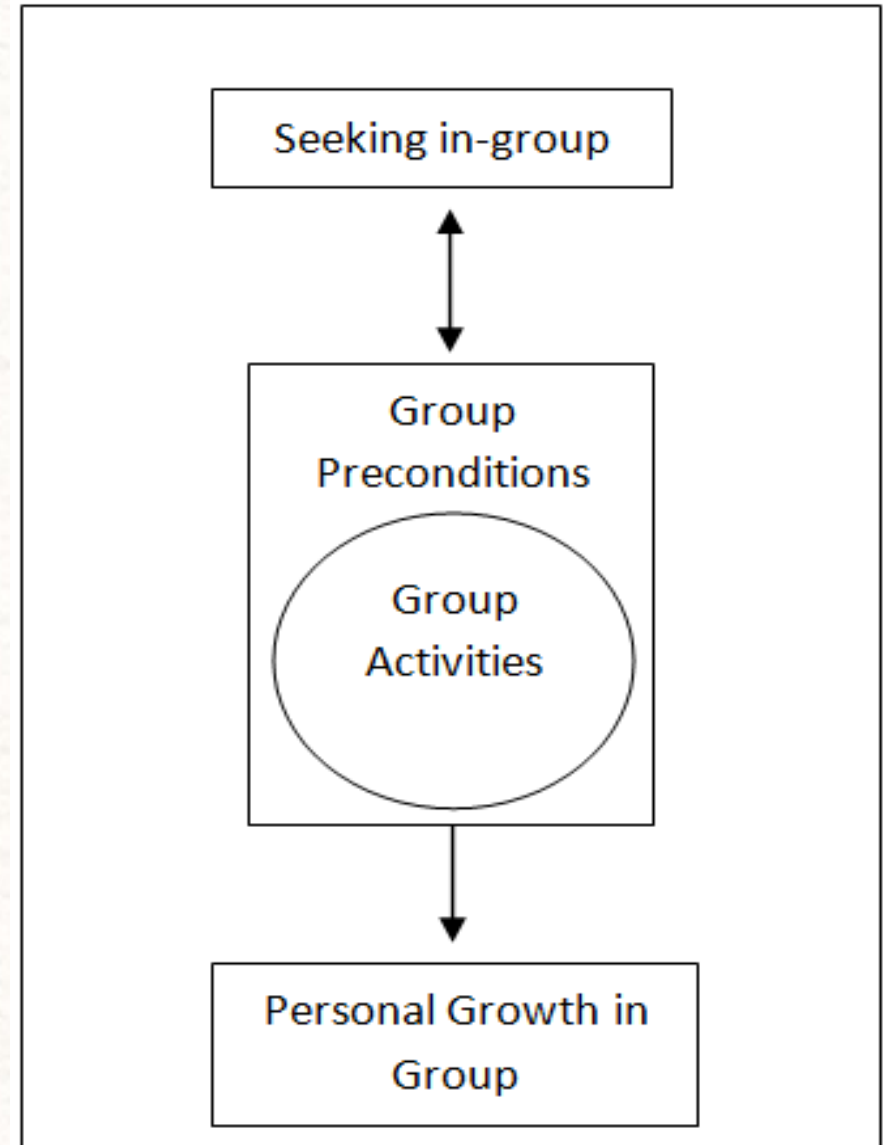 Seeking in-group
Group
Preconditions
Group
Activities
Personal Growth in
Group